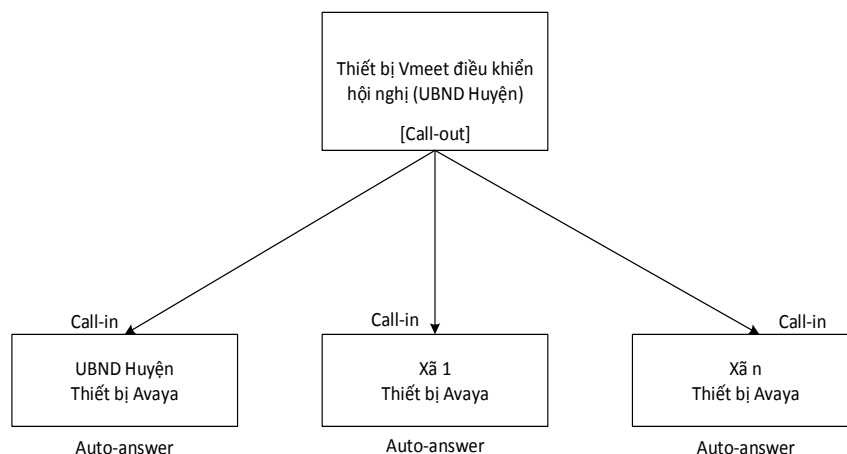 Thiết bị Vmeet điều khiển
hội nghị (UBND Huyện)
[Call-out]
Call-in
Call-in
Call-in
UBND Huyện
Thiết bị Avaya
Xã 1
Thiết bị Avaya
Xã n
Thiết bị Avaya
Auto-answer
Auto-answer
Auto-answer